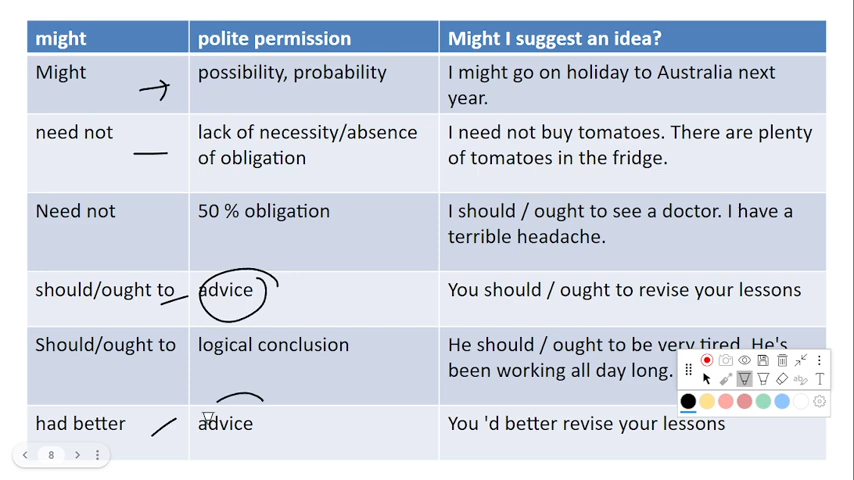 might polite permission Might I suggest an idea?
Might possibility, probability I might go on holiday to Australia next
year.
need not lack of necessity/absence I need not buy tomatoes. There are plenty
of obligation of tomatoes in the fridge.
Need not 50 % obligation I should / ought to see a doctor. I have a
terrible headache.
should/ought to advice You should / ought to revise your lessons
Should/ought to logical conclusion He should / ought to be very tired. He's
been working all day long.
had better advice You 'd better revise your lessons
8